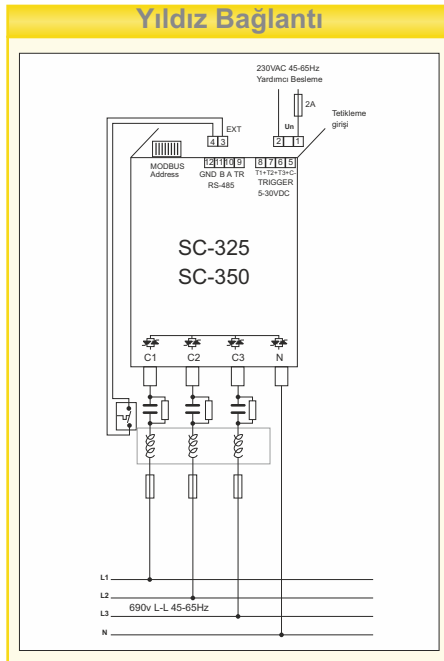 Yıldız Bağlantı
230VAC 45-65Hz
Yardımcı Besleme
2A
Tetikleme
girişi
Un
EXT
4 3
2 1
MODBUS
Address
12 11 10 9
GND B A TR
RS-485
8 7 6 5
T1+T2+T3+C-
TRIGGER
5-30VDC
SC-325
SC-350
C1 C2 C3 N
L1
L2
690v L-L 45-65Hz
L3
N